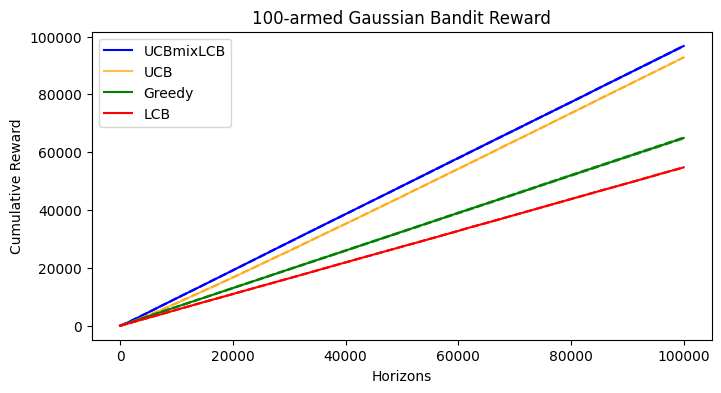 100-armed Gaussian Bandit Reward
100000
80000
60000
40000
20000
0
Cumulative Reward
UCBmixLCB
UCB
Greedy
LCB
0 20000 40000 60000 80000 100000
Horizons